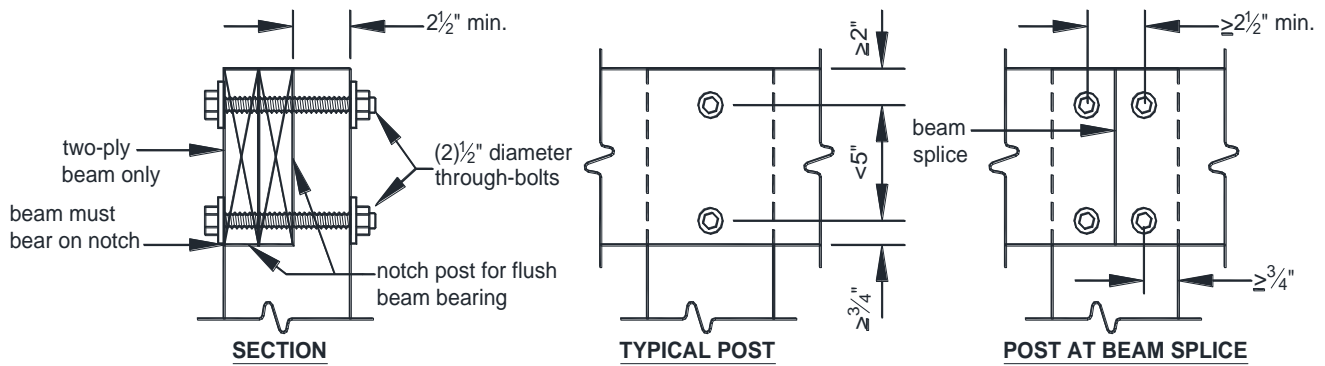 2½" min.
two-ply
beam only
beam must
bear on notch
(2)½" diameter
through-bolts
notch post for flush
beam bearing
SECTION
≥2"
<5"
≥¾"
TYPICAL POST
≥2½" min.
beam
splice
≥¾"
POST AT BEAM SPLICE